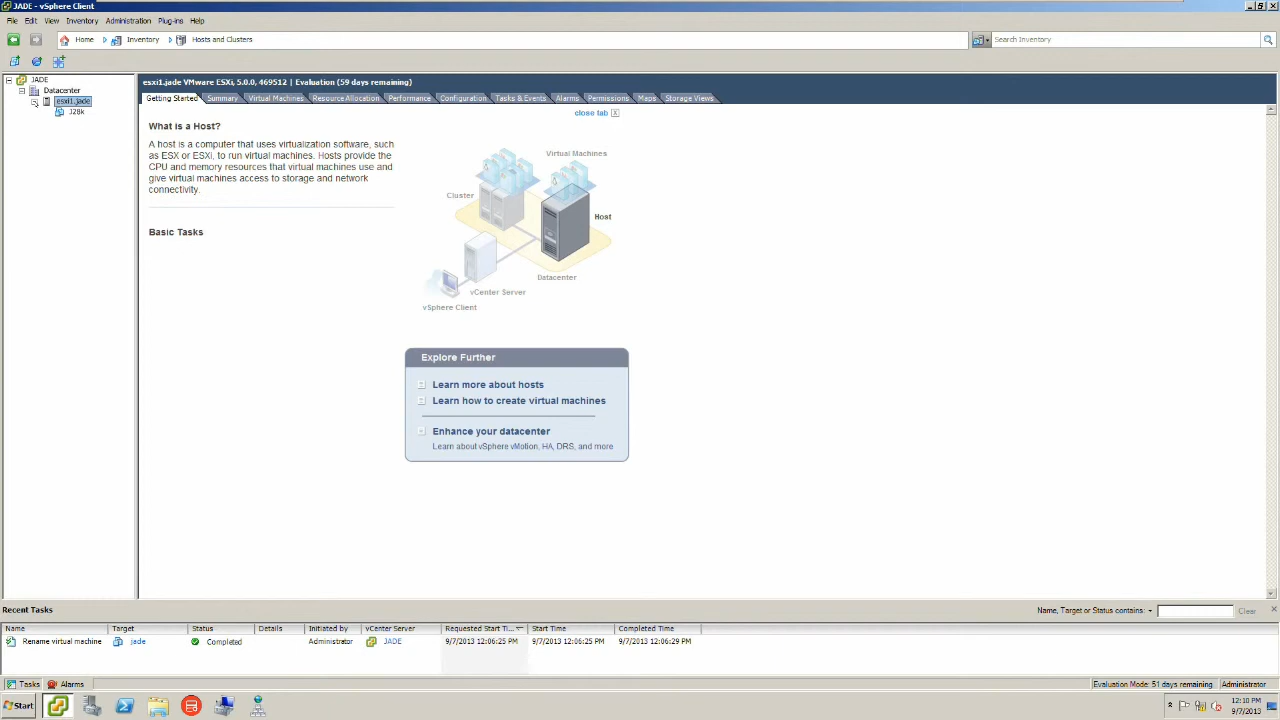 JADE - vSphere Client
File Edit View Inventory Administration Plug-ins Help
Home Inventory Hosts and Clusters Search Inventory
JADE
Datacenter
esxi1.jade
J28k
esxi1.jade VMware ESXi, 5.0.0, 469512 | Evaluation (59 days remaining)
Getting Started Summary Virtual Machines Resource Allocation Performance Configuration Tasks & Events Alarms Permissions Maps Storage Views
close tab X
What is a Host?
A host is a computer that uses virtualization software, such
as ESX or ESXi, to run virtual machines. Hosts provide the
CPU and memory resources that virtual machines use and
give virtual machines access to storage and network
connectivity.
Basic Tasks
Virtual Machines
Cluster
Host
Datacenter
vCenter Server
vSphere Client
Explore Further
Learn more about hosts
Learn how to create virtual machines
Enhance your datacenter
Learn about vSphere vMotion, HA, DRS, and more
Recent Tasks Name, Target or Status contains: Clear
Name Target Status Details Initiated by vCenter Server Requested Start Ti... Start Time Completed Time
Rename virtual machine jade Completed Administrator JADE 9/7/2013 12:06:25 PM 9/7/2013 12:06:25 PM 9/7/2013 12:06:29 PM
Tasks Alarms Evaluation Mode: 51 days remaining Administrator
Start 12:10 PM
9/7/2013